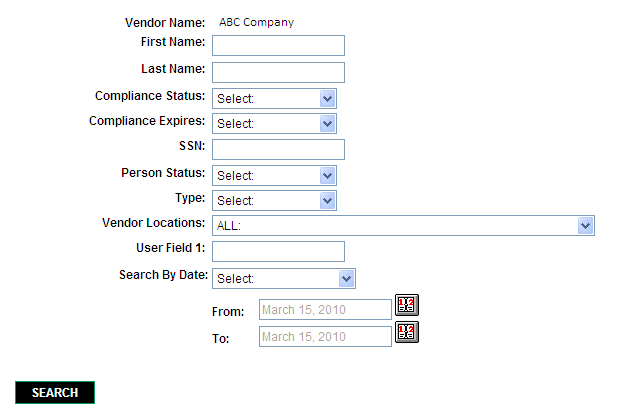 Vendor Name: ABC Company
First Name:
Last Name:
Compliance Status: Select:
Compliance Expires: Select:
SSN:
Person Status: Select:
Type: Select:
Vendor Locations: ALL:
User Field 1:
Search By Date: Select:
From: March 15, 2010
To: March 15, 2010
SEARCH